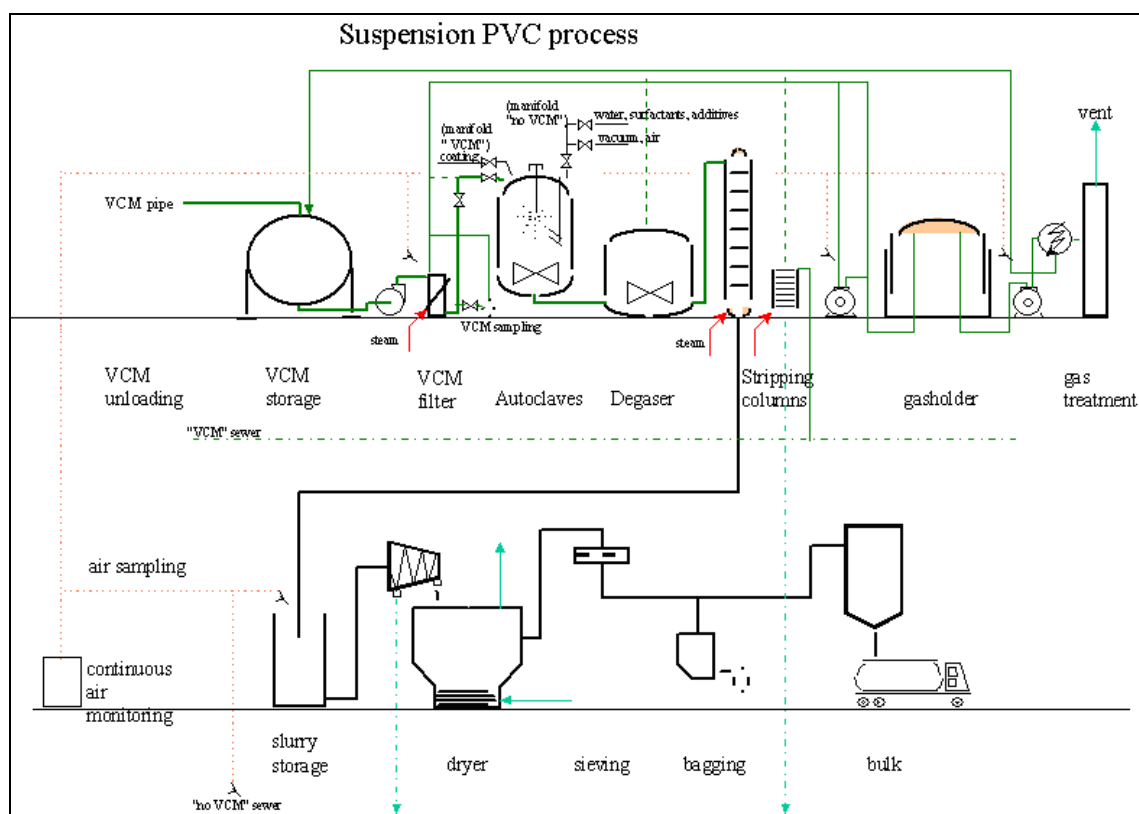 Suspension PVC process
(manifold
"no VCM")
water, surfactants, additives
vacuum, air
(manifold
" VCM")
coating
vent
VCM pipe
VCM sampling
steam
steam
VCM
unloading
VCM
storage
VCM
filter
Autoclaves
Degaser
Stripping
columns
gasholder
gas
treatment
"VCM" sewer
air sampling
continuous
air
monitoring
slurry
storage
dryer
sieving
bagging
bulk
"no VCM" sewer